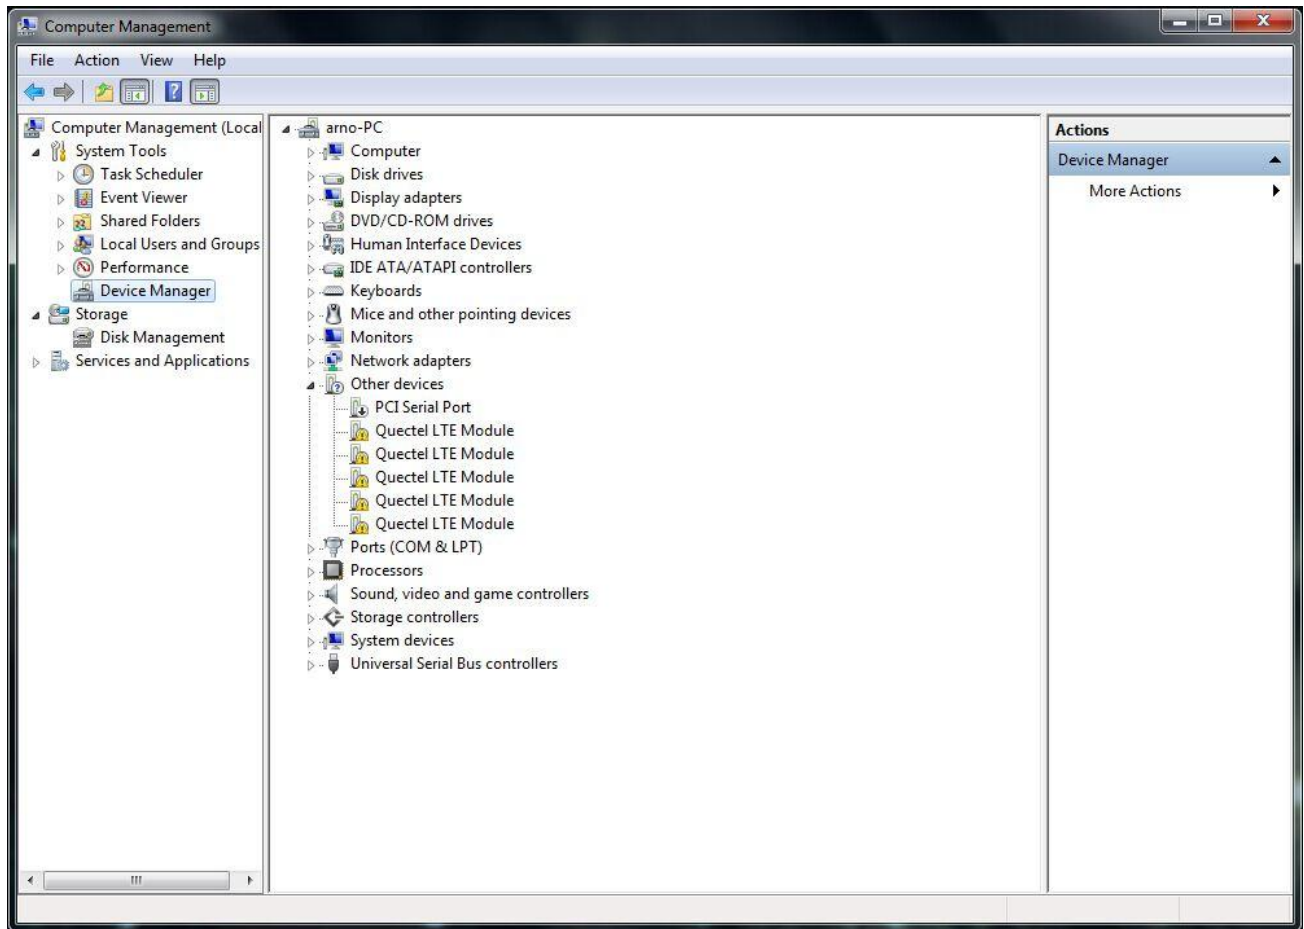 Computer Management
File Action View Help
Computer Management (Local
System Tools
Task Scheduler
Event Viewer
Shared Folders
Local Users and Groups
Performance
Device Manager
Storage
Disk Management
Services and Applications
arno-PC
Computer
Disk drives
Display adapters
DVD/CD-ROM drives
Human Interface Devices
IDE ATA/ATAPI controllers
Keyboards
Mice and other pointing devices
Monitors
Network adapters
Other devices
PCI Serial Port
Quectel LTE Module
Quectel LTE Module
Quectel LTE Module
Quectel LTE Module
Quectel LTE Module
Ports (COM & LPT)
Processors
Sound, video and game controllers
Storage controllers
System devices
Universal Serial Bus controllers
Actions
Device Manager
More Actions